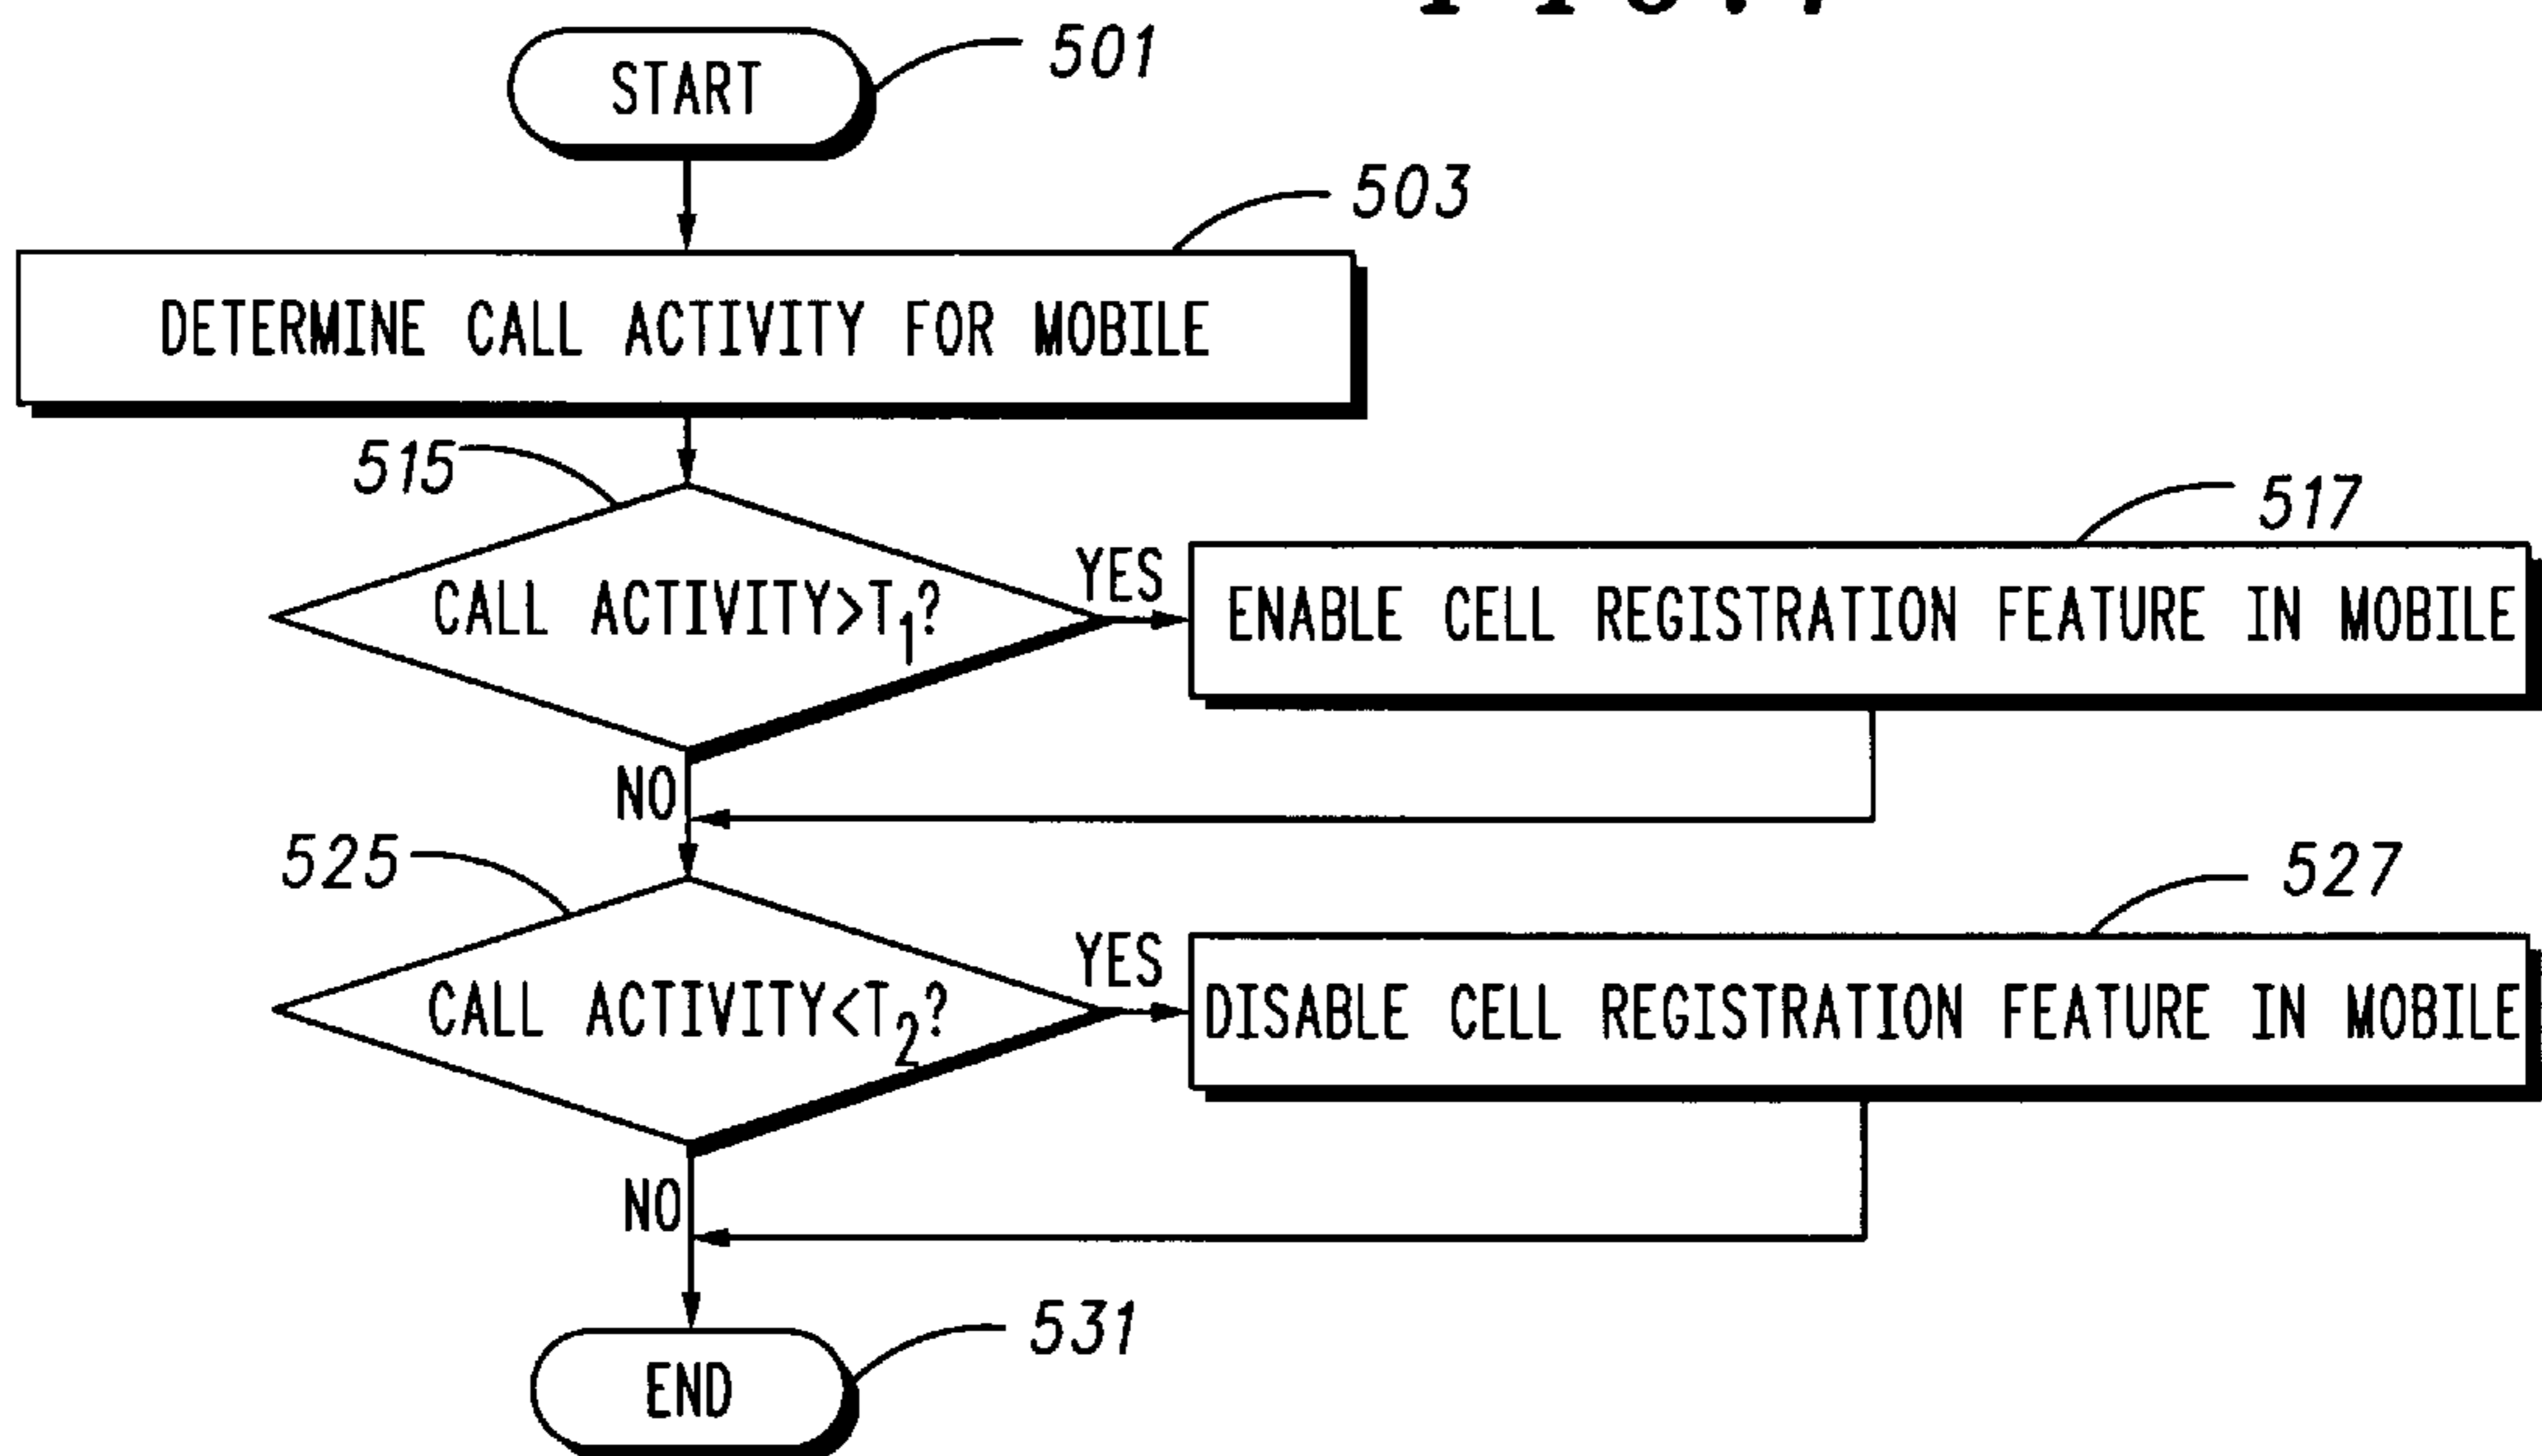 START
501
503
DETERMINE CALL ACTIVITY FOR MOBILE
515
CALL ACTIVITY>T1?
YES
517
ENABLE CELL REGISTRATION FEATURE IN MOBILE
NO
525
CALL ACTIVITY<T2?
YES
527
DISABLE CELL REGISTRATION FEATURE IN MOBILE
NO
531
END